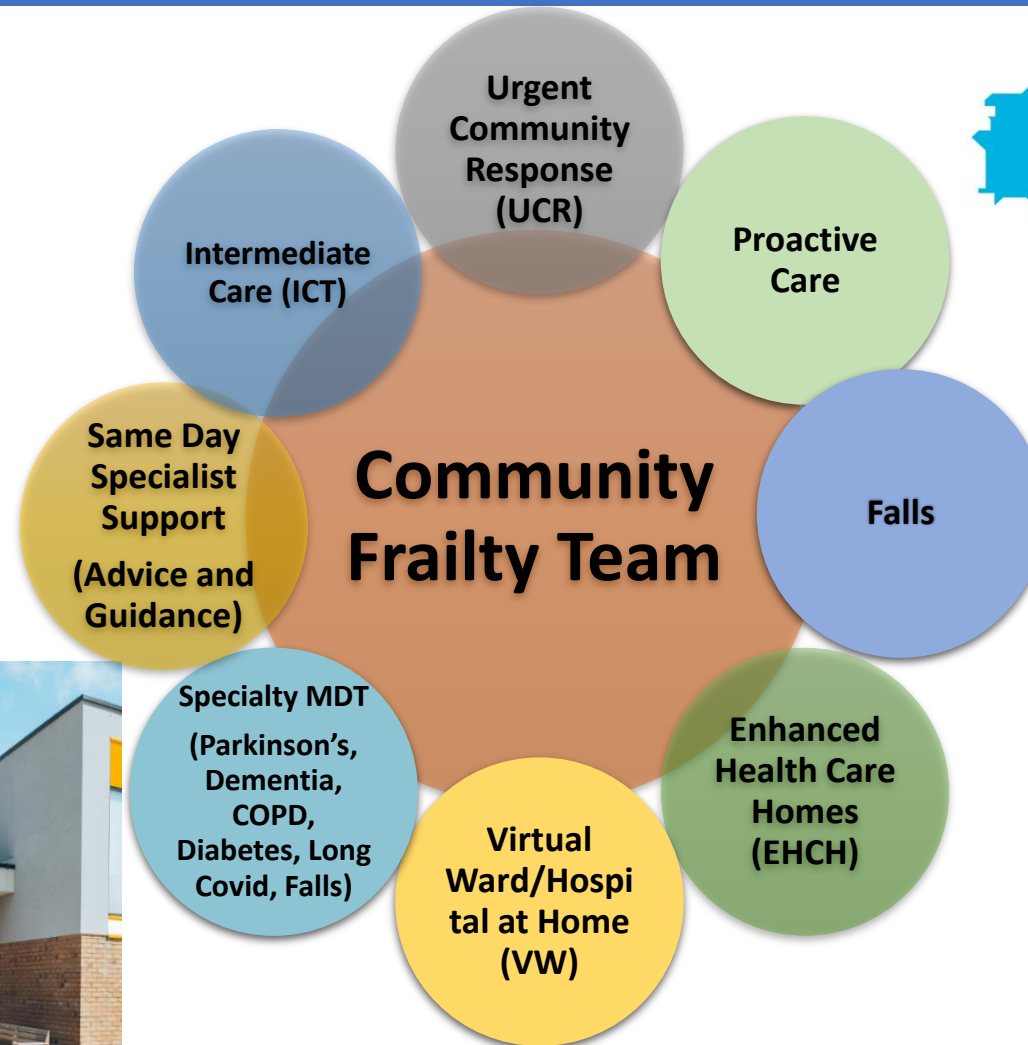 Urgent
Community
Response
(UCR)
Proactive
Care
Falls
Enhanced
Health Care
Homes
(EHCH)
Virtual
Ward/Hospi
tal at Home
(VW)
Specialty MDT
(Parkinson’s,
Dementia,
COPD,
Diabetes, Long
Covid, Falls)
Same Day
Specialist
Support
(Advice and
Guidance)
Intermediate
Care (ICT)
Community
Frailty Team